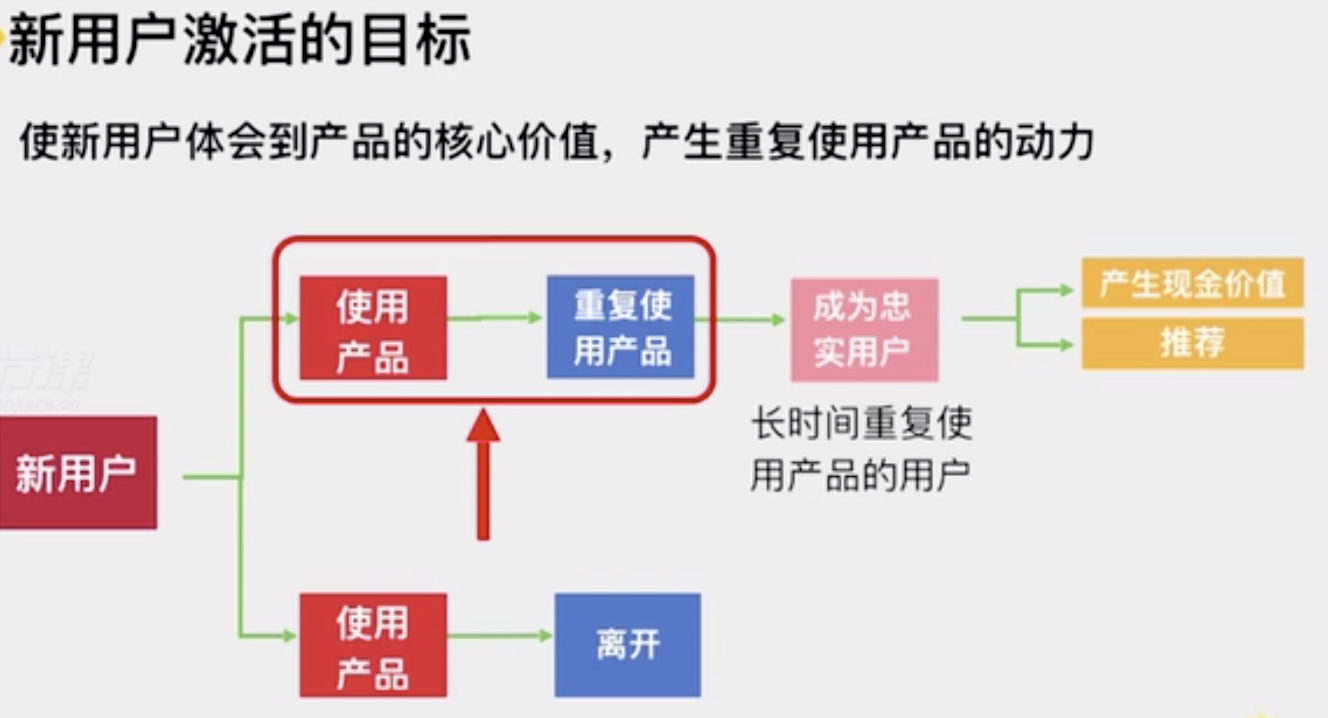 新用户激活的目标
使新用户体会到产品的核心价值，产生重复使用产品的动力
使用
产品
重复使
用产品
成为忠
实用户
产生现金价值
推荐
长时间重复使
用产品的用户
新用户
使用
产品
离开